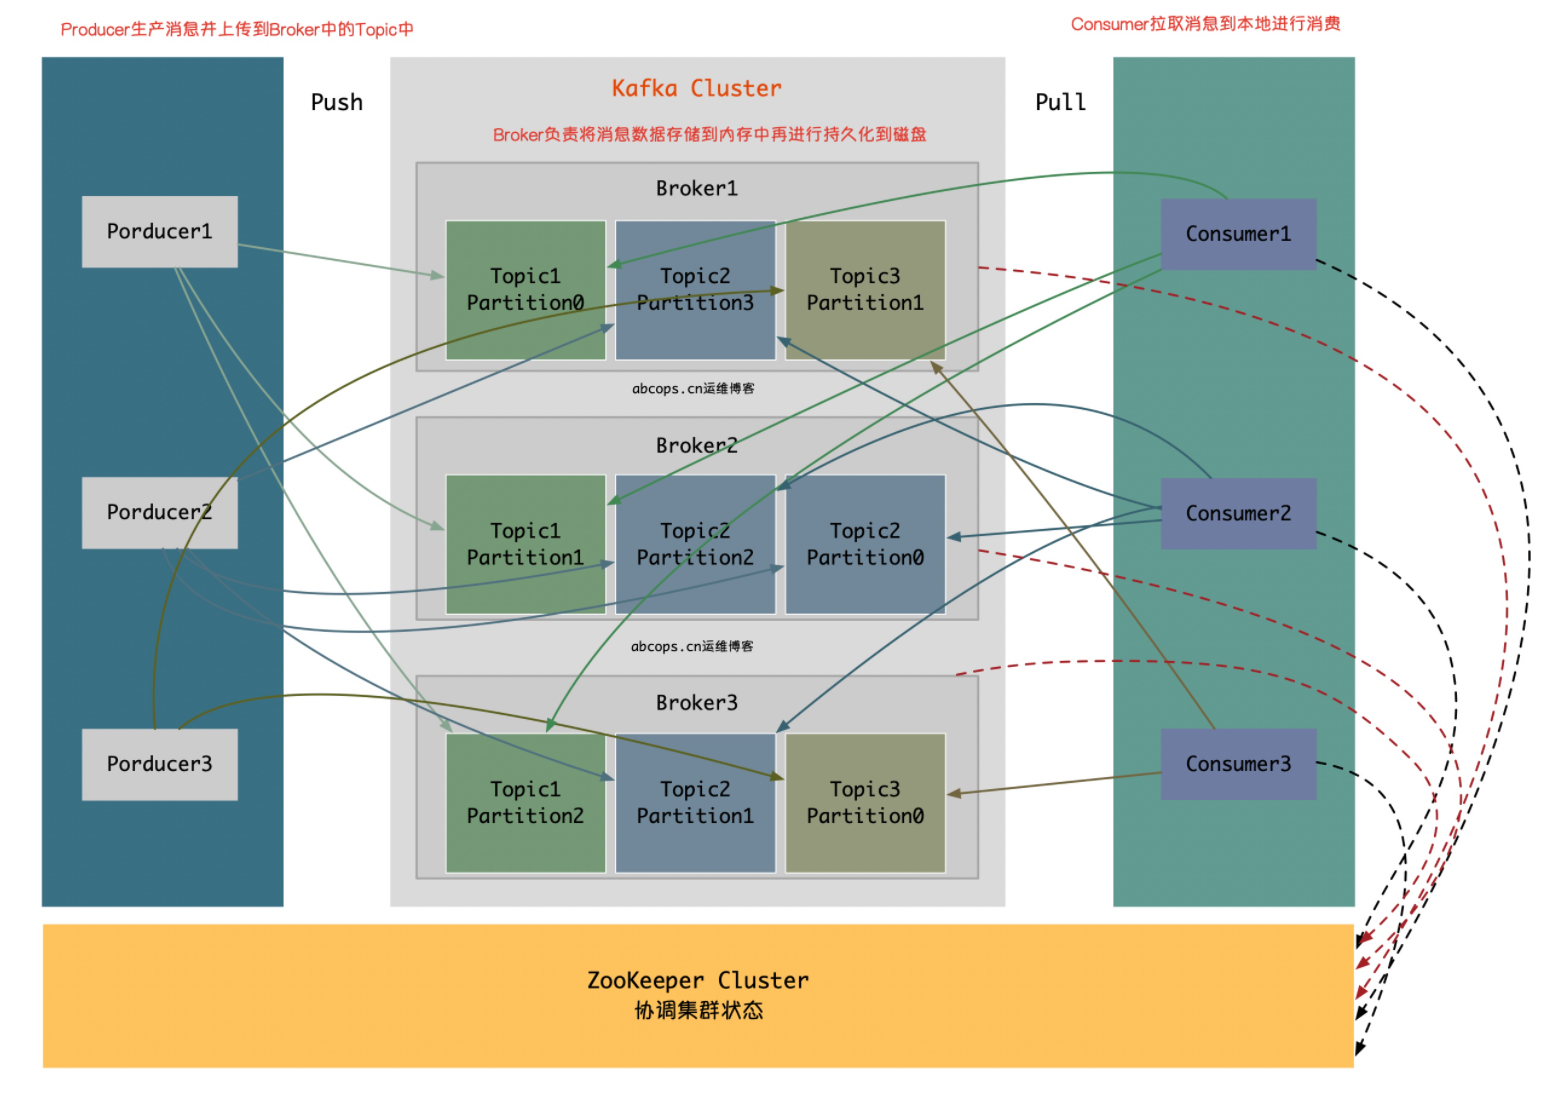 Producer生产消息并上传到Broker中的Topic中
Consumer拉取消息到本地进行消费
Push
Kafka Cluster
Pull
Broker负责将消息数据存储到内存中再进行持久化到磁盘
Broker1
Porducer1
Topic1
Partition0
Topic2
Partition3
Topic3
Partition1
Consumer1
abcops.cn运维博客
Broker2
Porducer2
Topic1
Partition1
Topic2
Partition2
Topic2
Partition0
Consumer2
abcops.cn运维博客
Broker3
Porducer3
Topic1
Partition2
Topic2
Partition1
Topic3
Partition0
Consumer3
ZooKeeper Cluster
协调集群状态